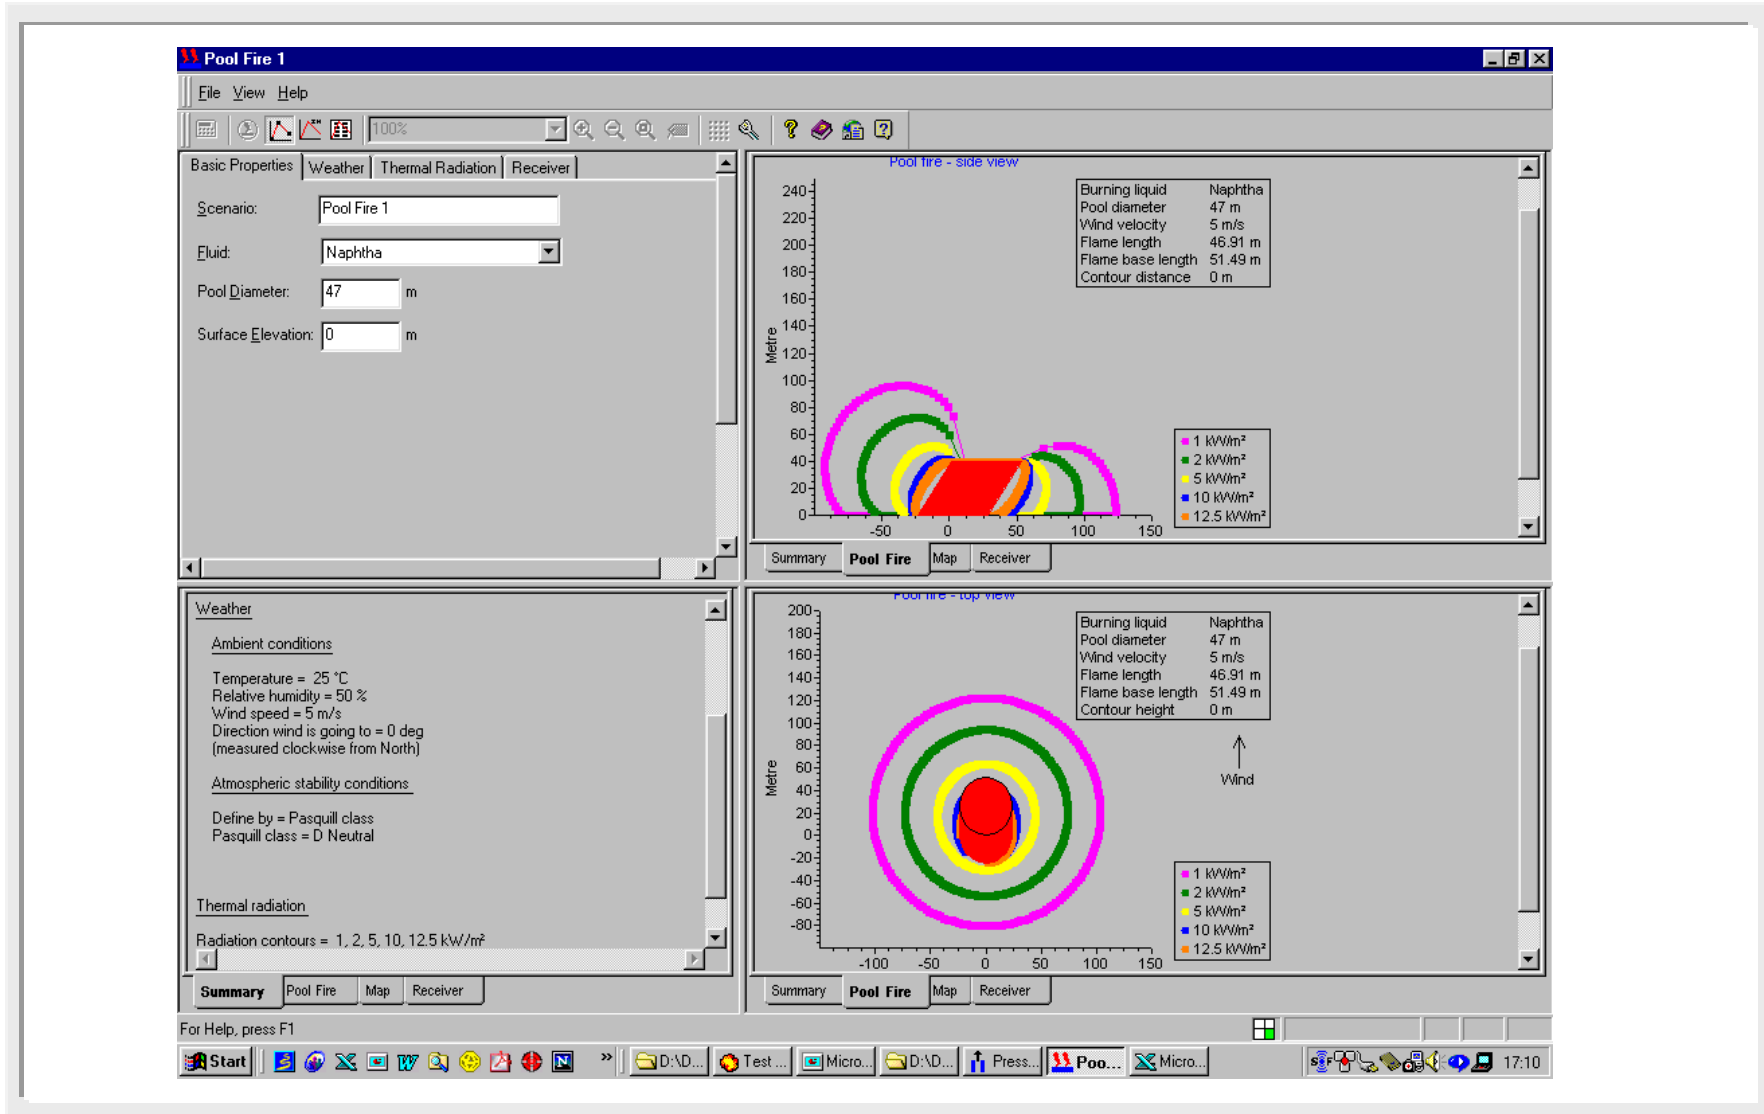 Pool Fire 1
File View Help
100%
Basic Properties Weather Thermal Radiation Receiver
Scenario: Pool Fire 1
Fluid: Naphtha
Pool Diameter: 47 m
Surface Elevation: 0 m
Pool fire - side view
240
220
200
180
160
140
120
100
80
60
40
20
0
Metre
-50 0 50 100 150
Burning liquid Naphtha
Pool diameter 47 m
Wind velocity 5 m/s
Flame length 46.91 m
Flame base length 51.49 m
Contour distance 0 m
1 kW/m²
2 kW/m²
5 kW/m²
10 kW/m²
12.5 kW/m²
Summary Pool Fire Map Receiver
Weather
Ambient conditions
Temperature = 25 °C
Relative humidity = 50 %
Wind speed = 5 m/s
Direction wind is going to = 0 deg
(measured clockwise from North)
Atmospheric stability conditions
Define by = Pasquill class
Pasquill class = D Neutral
Thermal radiation
Radiation contours = 1, 2, 5, 10, 12.5 kW/m²
Summary Pool Fire Map Receiver
Pool fire - top view
200
180
160
140
120
100
80
60
40
20
0
-20
-40
-60
-80
Metre
-100 -50 0 50 100 150
Burning liquid Naphtha
Pool diameter 47 m
Wind velocity 5 m/s
Flame length 46.91 m
Flame base length 51.49 m
Contour height 0 m
Wind
1 kW/m²
2 kW/m²
5 kW/m²
10 kW/m²
12.5 kW/m²
Summary Pool Fire Map Receiver
For Help, press F1
Start » D:\D... Test ... Micro... D:\D... Press... Poo... Micro... 17:10